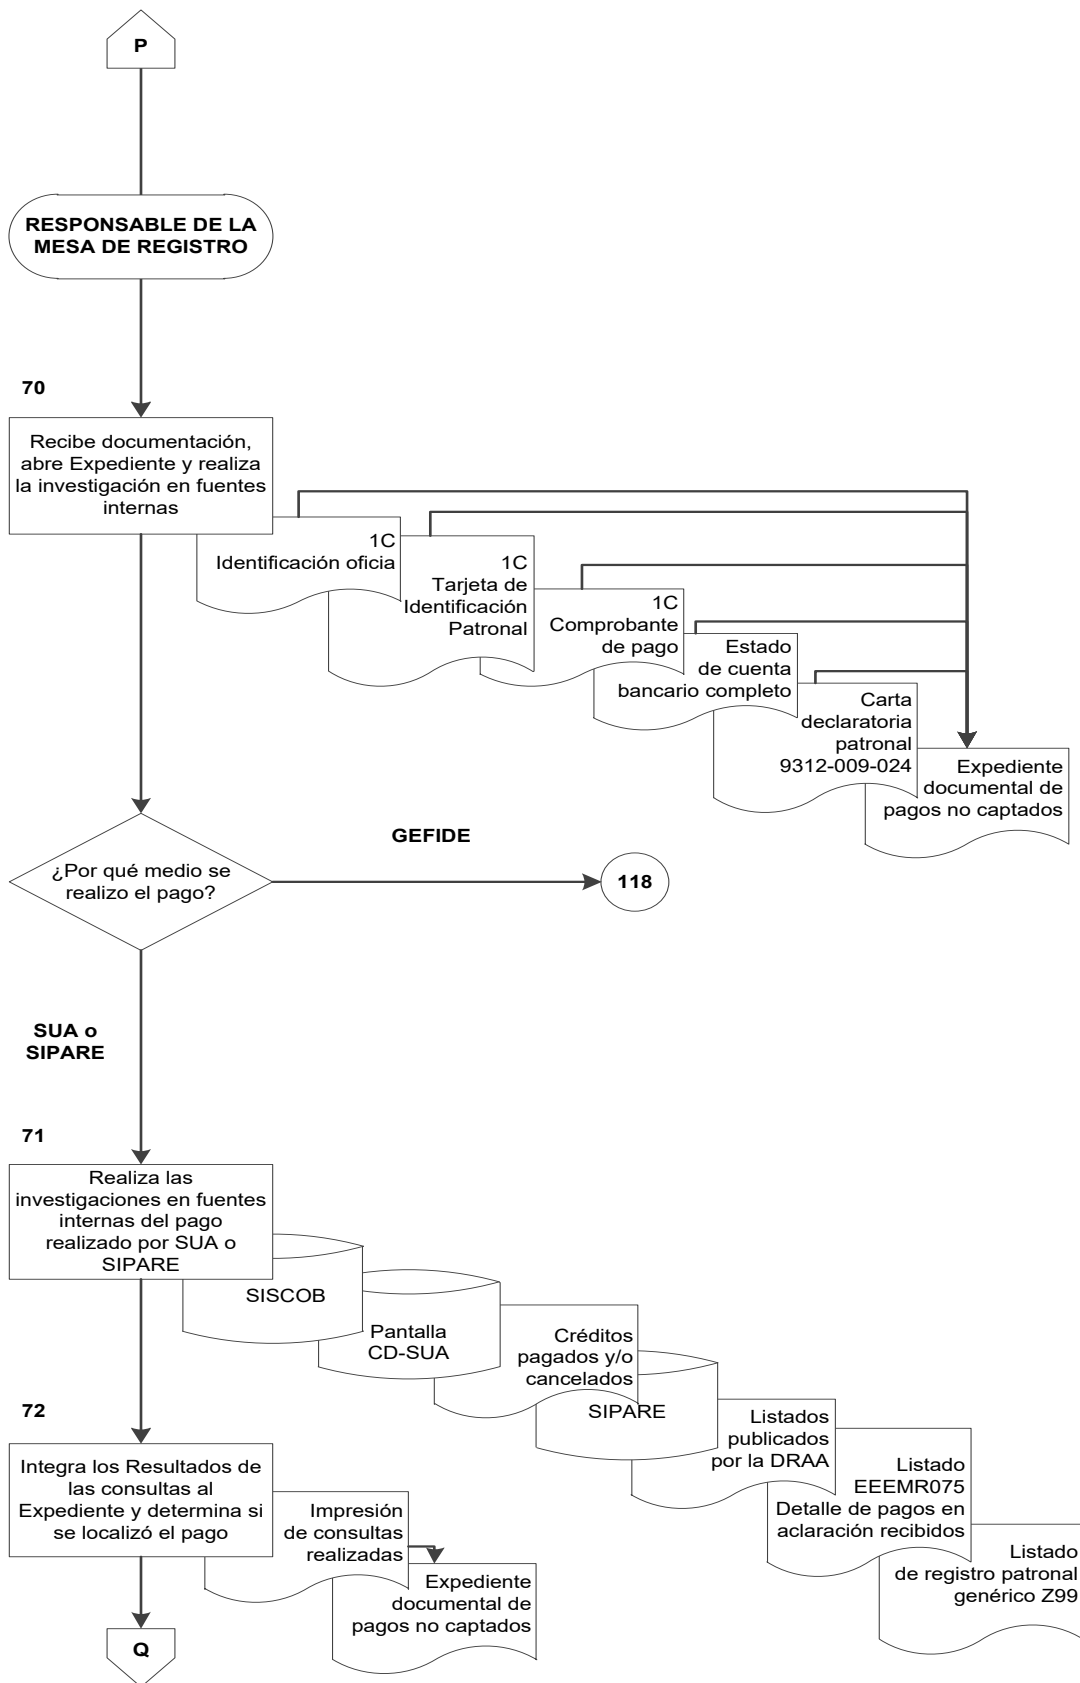 P
RESPONSABLE DE LA
MESA DE REGISTRO
70
Recibe documentación,
abre Expediente y realiza
la investigación en fuentes
internas
1C
Identificación oficia
1C
Tarjeta de
Identificación
Patronal
1C
Comprobante
de pago
Estado
de cuenta
bancario completo
Carta
declaratoria
patronal
9312-009-024
Expediente
documental de
pagos no captados
¿Por qué medio se
realizo el pago?
GEFIDE
118
SUA o
SIPARE
71
Realiza las
investigaciones en fuentes
internas del pago
realizado por SUA o
SIPARE
SISCOB
Pantalla
CD-SUA
Créditos
pagados y/o
cancelados
SIPARE
Listados
publicados
por la DRAA
Listado
EEEMR075
Detalle de pagos en
aclaración recibidos
Listado
de registro patronal
genérico Z99
72
Integra los Resultados de
las consultas al
Expediente y determina si
se localizó el pago
Impresión
de consultas
realizadas
Expediente
documental de
pagos no captados
Q